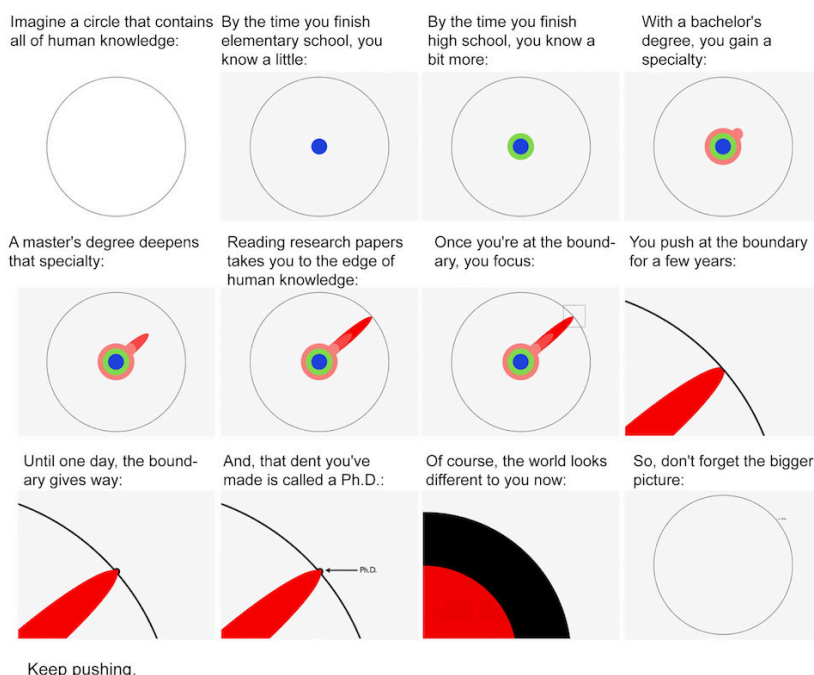 Imagine a circle that contains
all of human knowledge:
By the time you finish
elementary school, you
know a little:
By the time you finish
high school, you know a
bit more:
With a bachelor's
degree, you gain a
specialty:
A master's degree deepens
that specialty:
Reading research papers
takes you to the edge of
human knowledge:
Once you're at the bound-
ary, you focus:
You push at the boundary
for a few years:
Until one day, the bound-
ary gives way:
And, that dent you've
made is called a Ph.D.:
Ph.D.
Of course, the world looks
different to you now:
So, don't forget the bigger
picture:
Keep pushing.